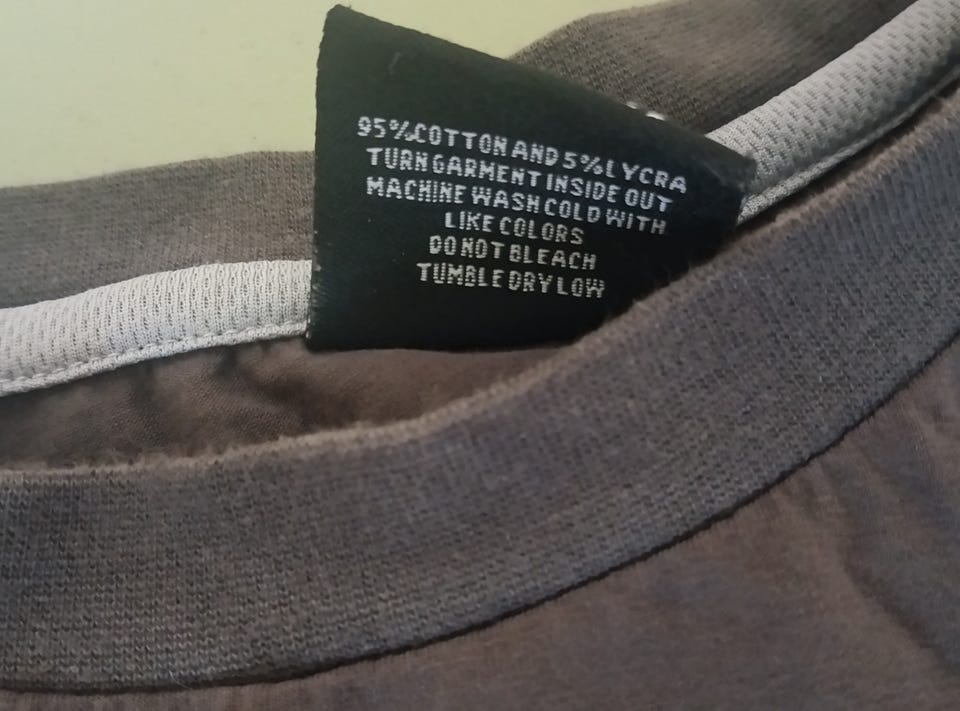 95% COTTON AND 5% LYCRA
TURN GARMENT INSIDE OUT
MACHINE WASH COLD WITH
LIKE COLORS
DO NOT BLEACH
TUMBLE DRY LOW